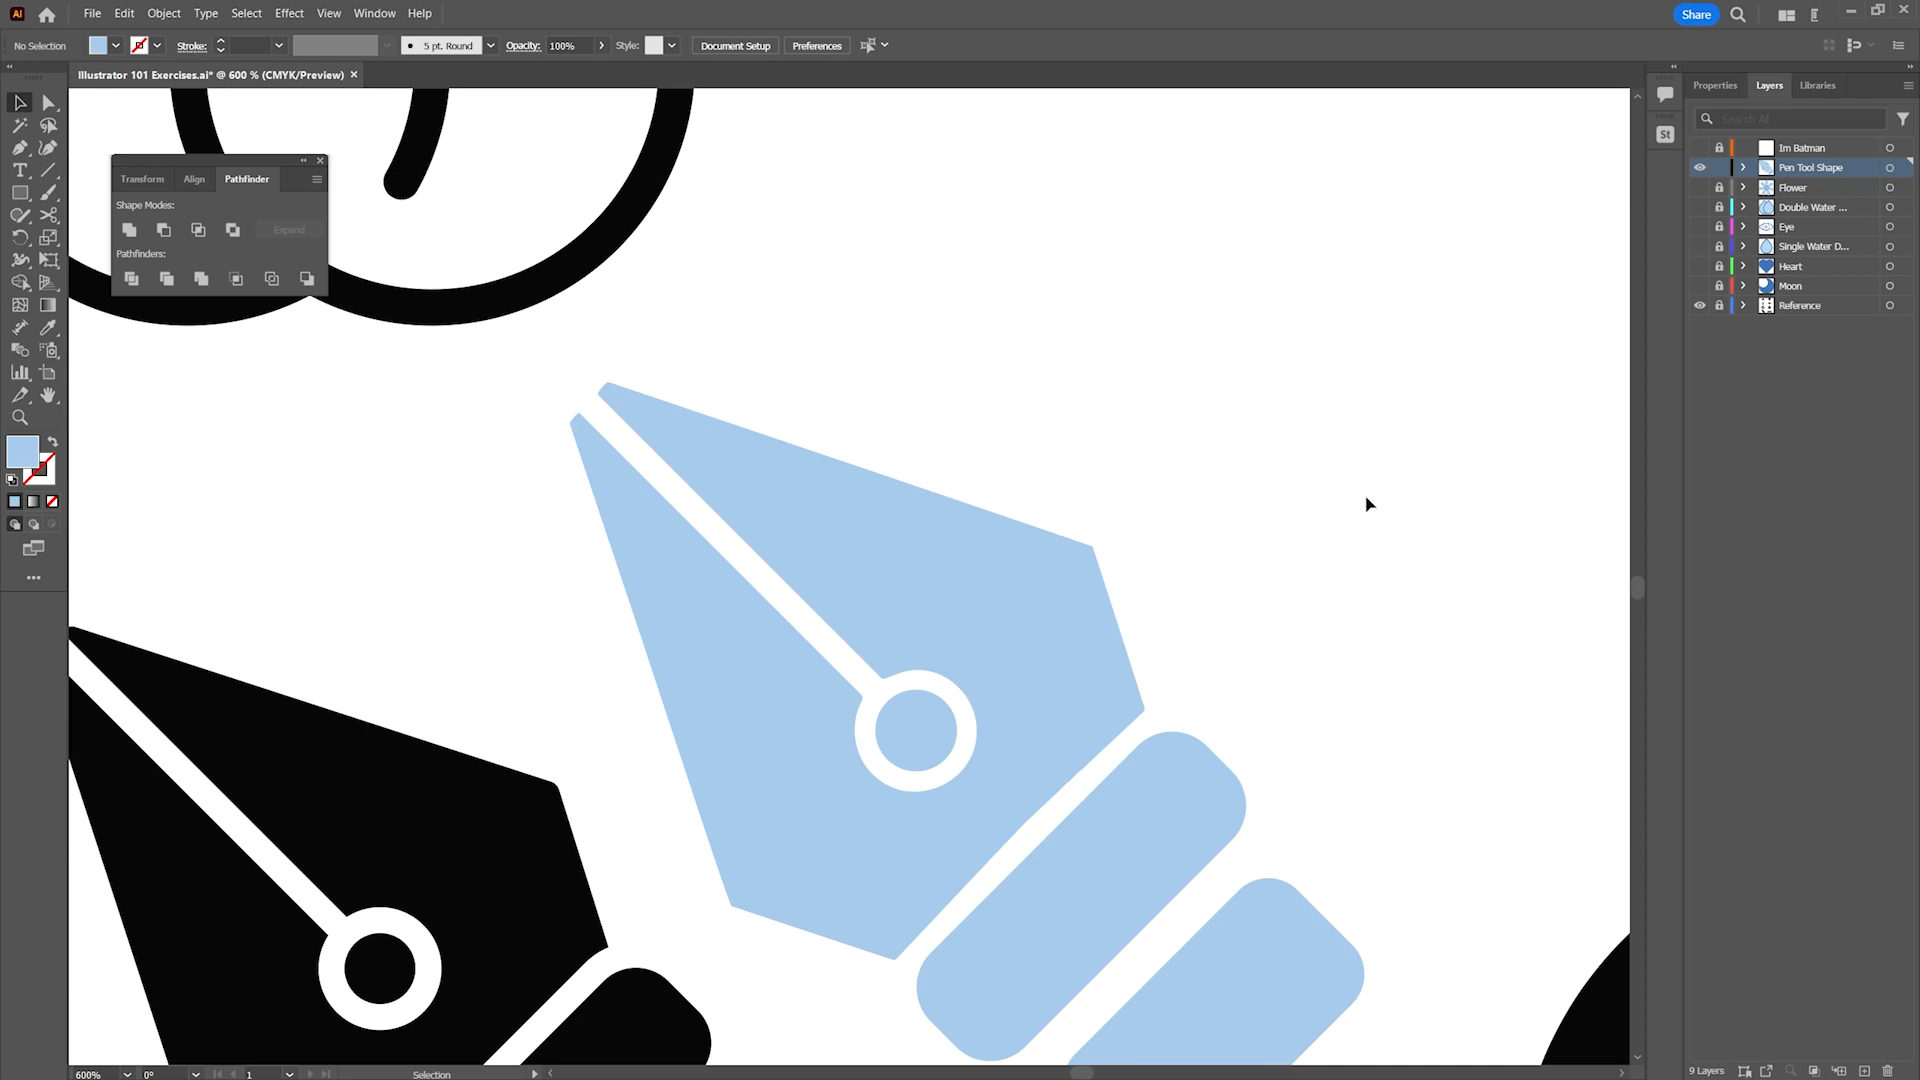 Ai File Edit Object Type Select Effect View Window Help Share
No Selection Stroke: 5 pt. Round Opacity: 100% Style: Document Setup Preferences
Illustrator 101 Exercises.ai* @ 600 % (CMYK/Preview) ×
Properties Layers Libraries
Search All
St
Im Batman
Pen Tool Shape
Flower
Double Water ...
Eye
Single Water D...
Heart
Moon
Reference
Transform Align Pathfinder
Shape Modes:
Expand
Pathfinders:
600% 0° 1 Selection
9 Layers